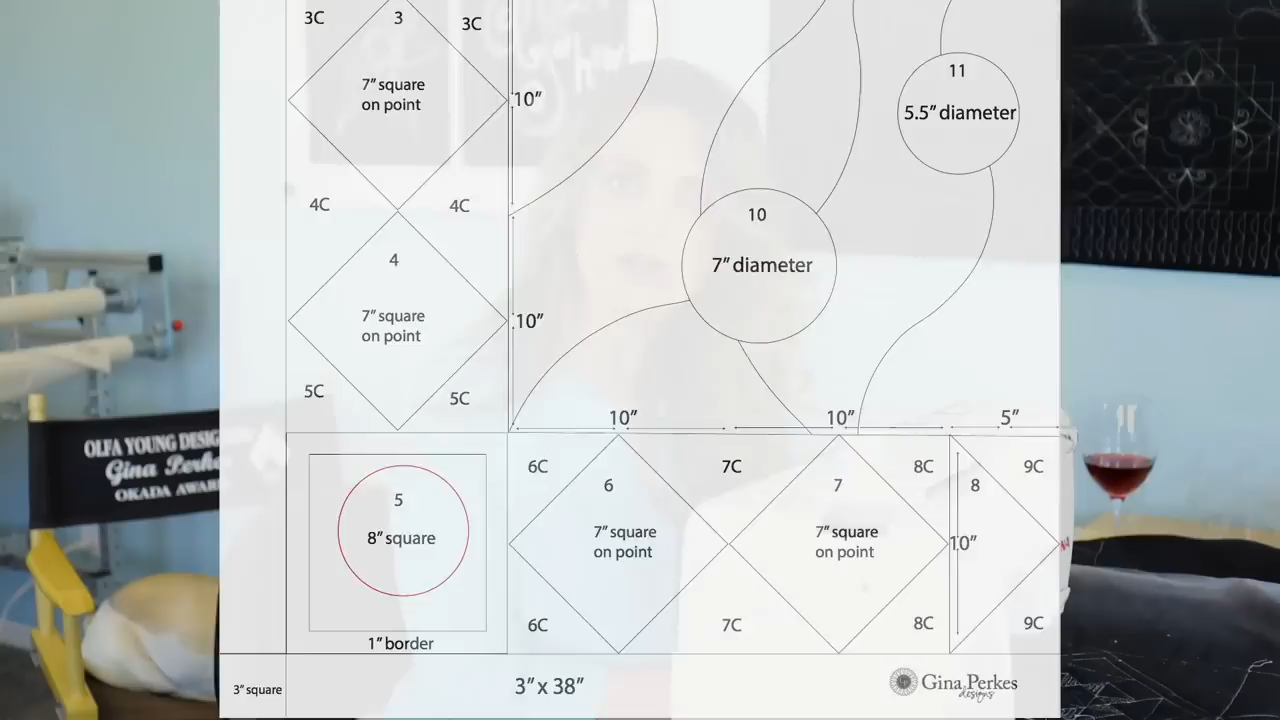 3C
3
3C
7" square
on point
10"
11
5.5" diameter
4C
4C
10
4
7" diameter
7" square
on point
10"
5C
5C
10"
10"
5"
OLFA YOUNG DESIG
Gina Perke
OKADA AWAR
6C
7C
8C
9C
5
6
7
8
8" square
7" square
on point
7" square
on point
10"
6C
7C
8C
9C
1" border
3" square
3" x 38"
Gina Perkes
designs